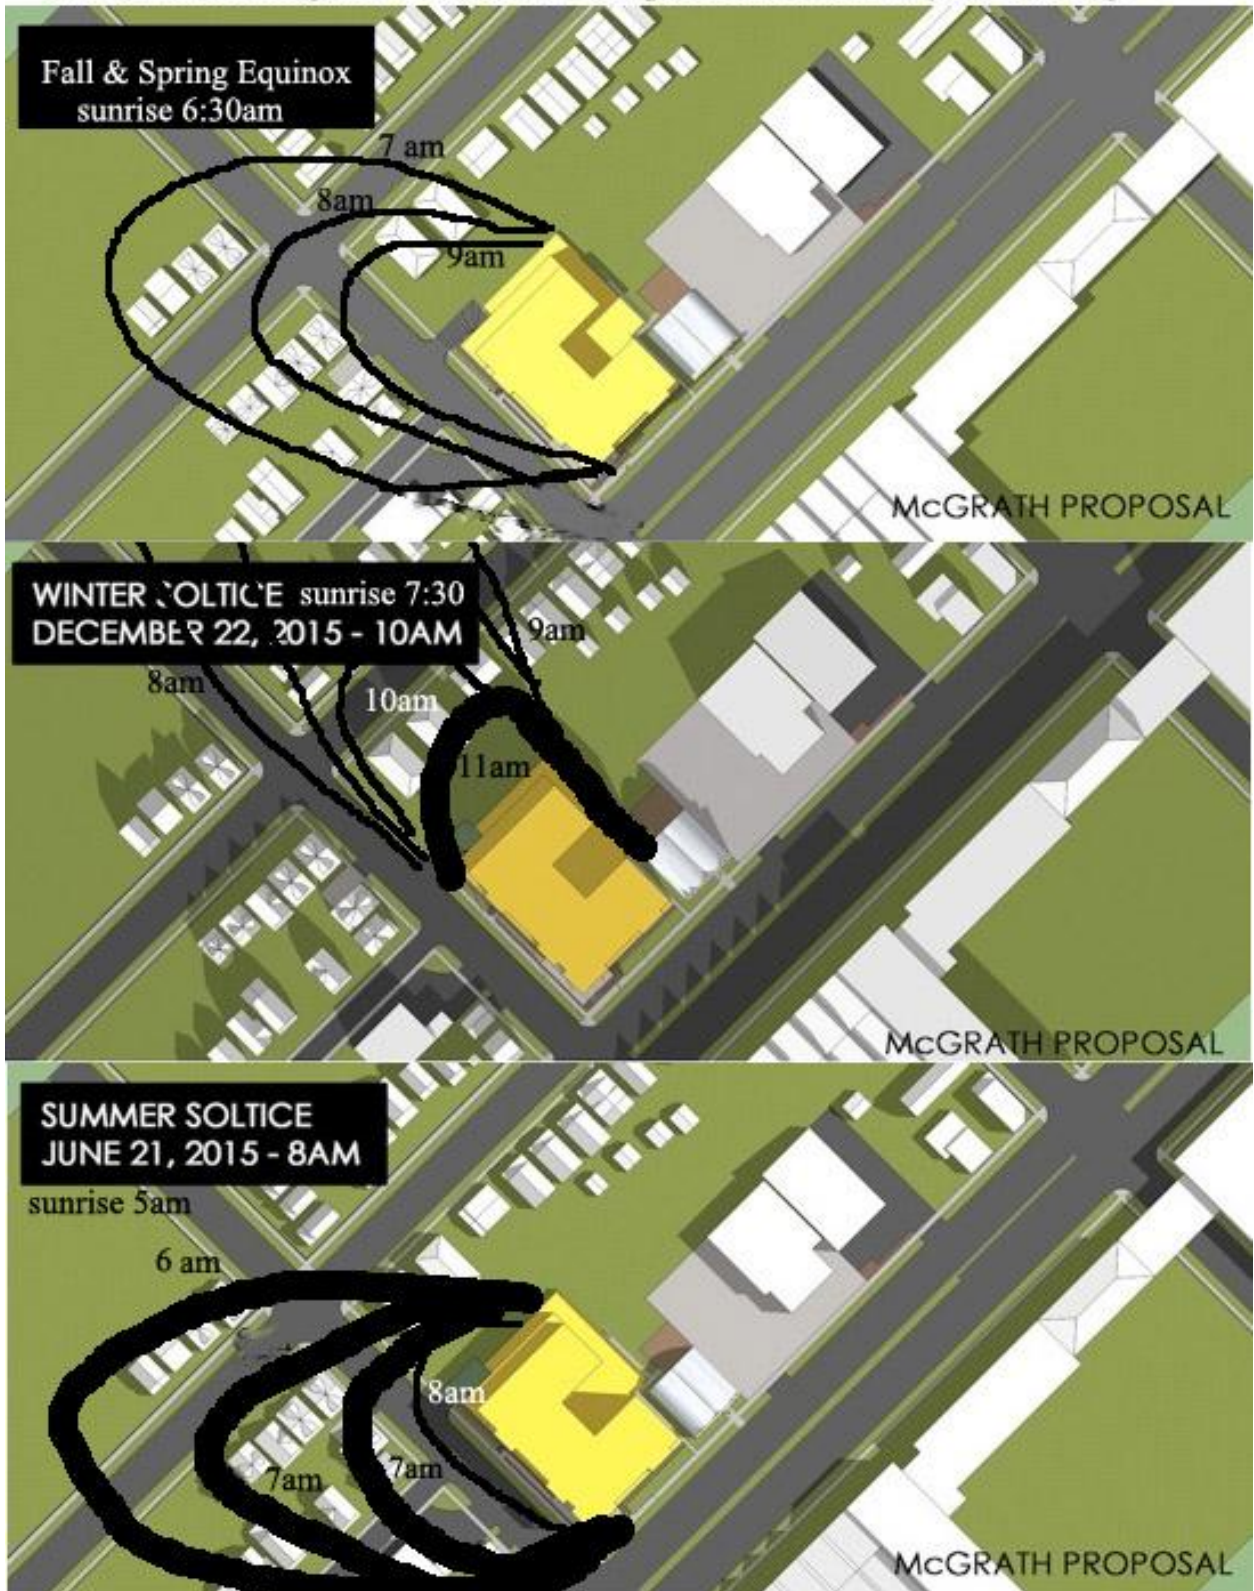 Fall & Spring Equinox
sunrise 6:30am
7 am
8am
9am
McGRATH PROPOSAL
WINTER SOLTICE sunrise 7:30
DECEMBER 22, 2015 - 10AM
9am
8am
10am
11am
McGRATH PROPOSAL
SUMMER SOLTICE
JUNE 21, 2015 - 8AM
sunrise 5am
6 am
8am
7am
7am
McGRATH PROPOSAL